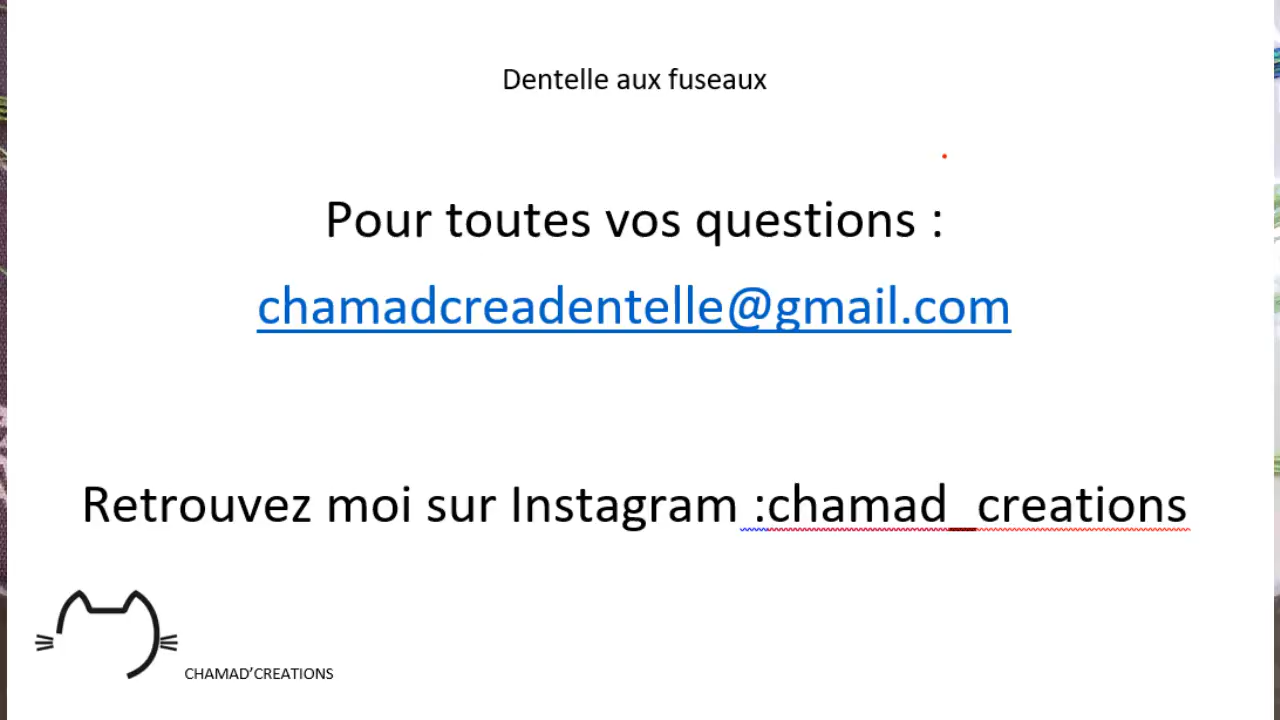 Dentelle aux fuseaux
Pour toutes vos questions :
chamadcreadentelle@gmail.com
Retrouvez moi sur Instagram :chamad_creations
CHAMAD’CREATIONS